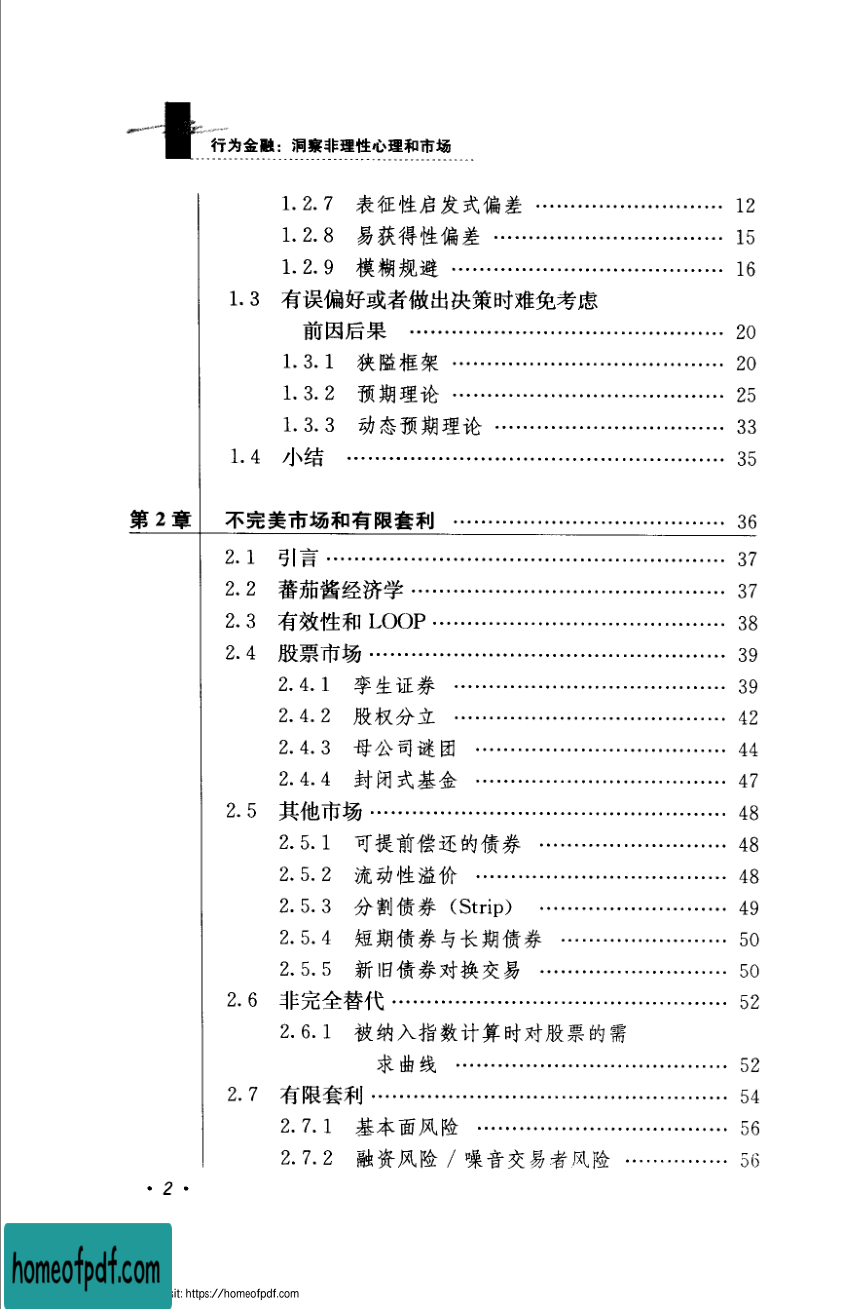 行为金融：洞察非理性心理和市场
1.2.7 表征性启发式偏差 ………………………… 12
1.2.8 易获得性偏差 ………………………… 15
1.2.9 模糊规避 ………………………… 16
1.3 有误偏好或者做出决策时难免考虑
前因后果 ………………………… 20
1.3.1 狭隘框架 ………………………… 20
1.3.2 预期理论 ………………………… 25
1.3.3 动态预期理论 ………………………… 33
1.4 小结 ………………………… 35
第2章 不完美市场和有限套利 ………………………… 36
2.1 引言 ………………………… 37
2.2 蕃茄酱经济学 ………………………… 37
2.3 有效性和 LOOP ………………………… 38
2.4 股票市场 ………………………… 39
2.4.1 孪生证券 ………………………… 39
2.4.2 股权分立 ………………………… 42
2.4.3 母公司谜团 ………………………… 44
2.4.4 封闭式基金 ………………………… 47
2.5 其他市场 ………………………… 48
2.5.1 可提前偿还的债券 ………………………… 48
2.5.2 流动性溢价 ………………………… 48
2.5.3 分割债券（Strip） ………………………… 49
2.5.4 短期债券与长期债券 ………………………… 50
2.5.5 新旧债券对换交易 ………………………… 50
2.6 非完全替代 ………………………… 52
2.6.1 被纳入指数计算时对股票的需
求曲线 ………………………… 52
2.7 有限套利 ………………………… 54
2.7.1 基本面风险 ………………………… 56
2.7.2 融资风险／噪音交易者风险 …………… 56
· 2 ·
homeofpdf.com
sit: https://homeofpdf.com